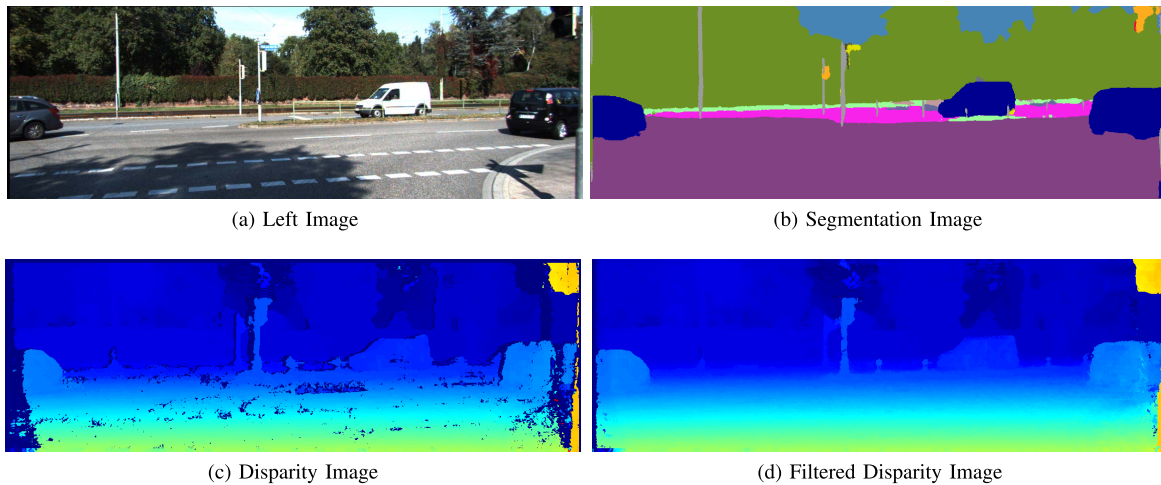 (a) Left Image
(b) Segmentation Image
(c) Disparity Image
(d) Filtered Disparity Image